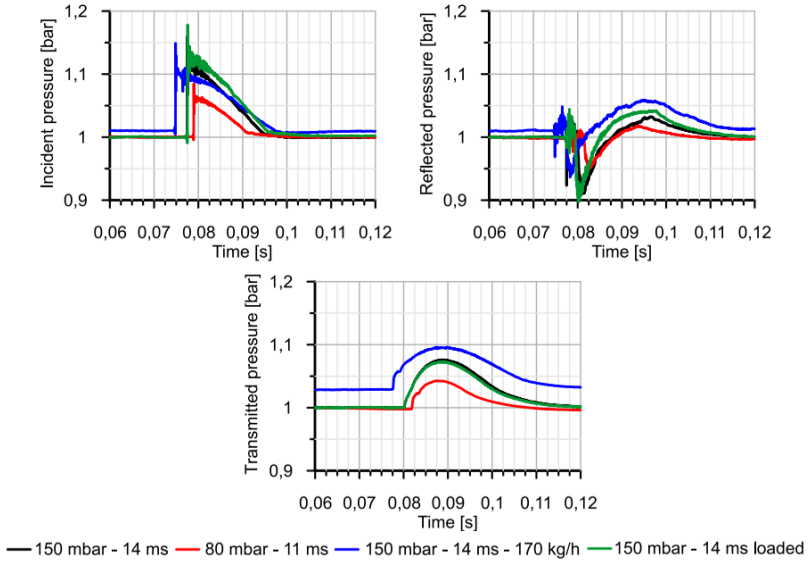 Incident pressure [bar]
1,2
1,1
1
0,9
0,06 0,07 0,08 0,09 0,1 0,11 0,12
Time [s]
Reflected pressure [bar]
1,2
1,1
1
0,9
0,06 0,07 0,08 0,09 0,1 0,11 0,12
Time [s]
Transmitted pressure [bar]
1,2
1,1
1
0,9
0,06 0,07 0,08 0,09 0,1 0,11 0,12
Time [s]
150 mbar - 14 ms 80 mbar - 11 ms 150 mbar - 14 ms - 170 kg/h 150 mbar - 14 ms loaded